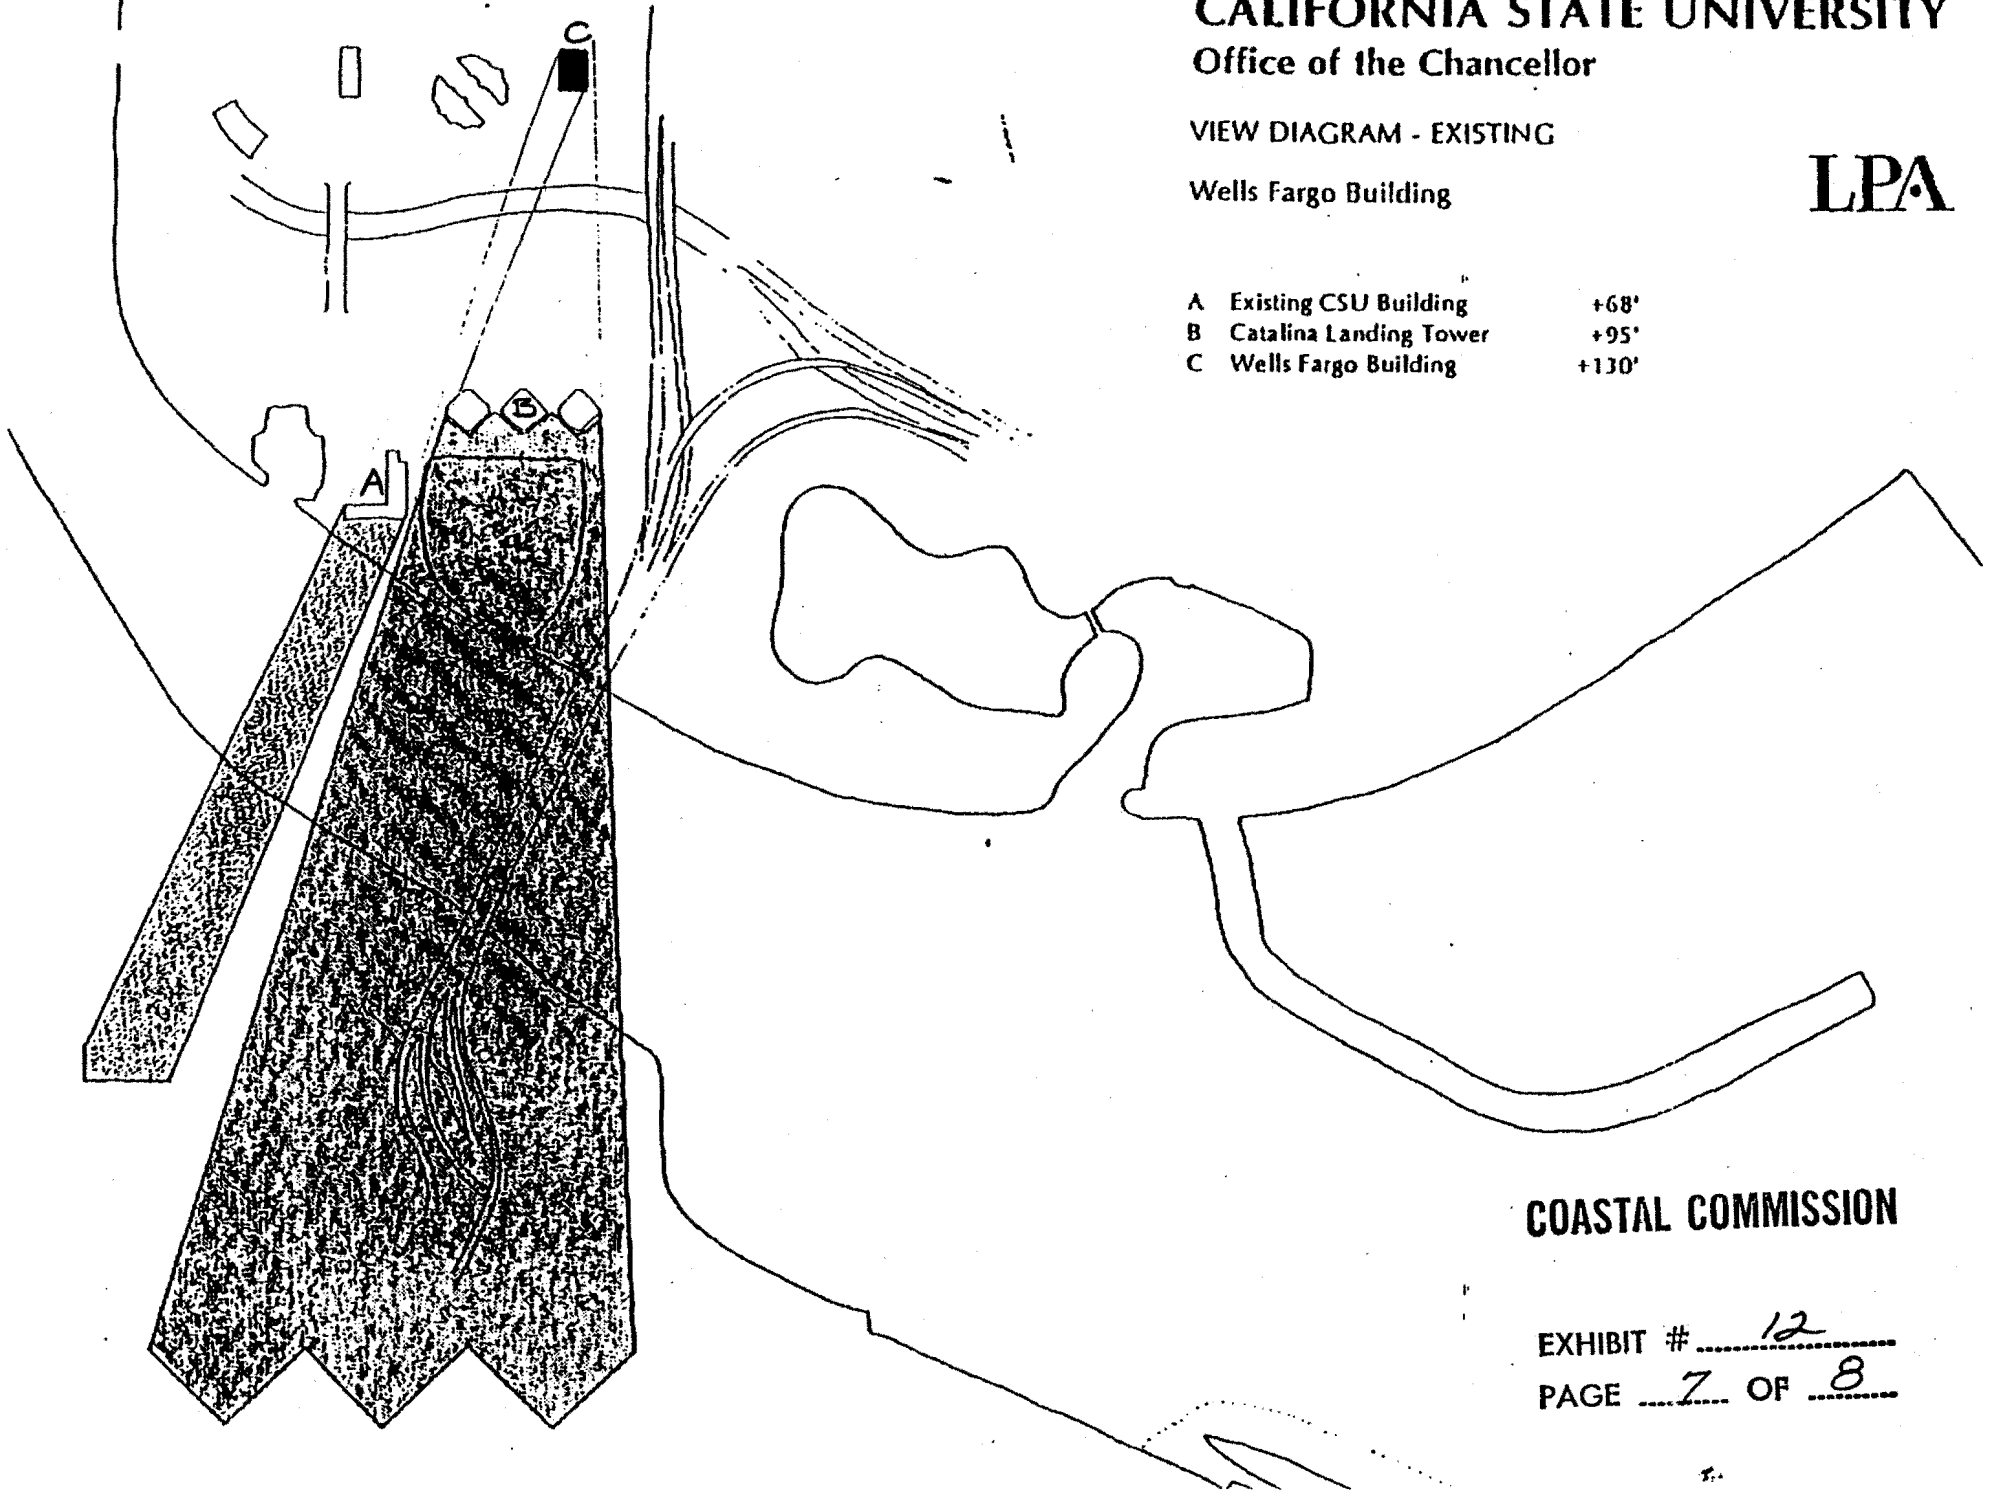 CALIFORNIA STATE UNIVERSITY
Office of the Chancellor
VIEW DIAGRAM - EXISTING
Wells Fargo Building
LPA
A Existing CSU Building +68'
B Catalina Landing Tower +95'
C Wells Fargo Building +130'
C
B
A
COASTAL COMMISSION
EXHIBIT # 12
PAGE 7 OF 8